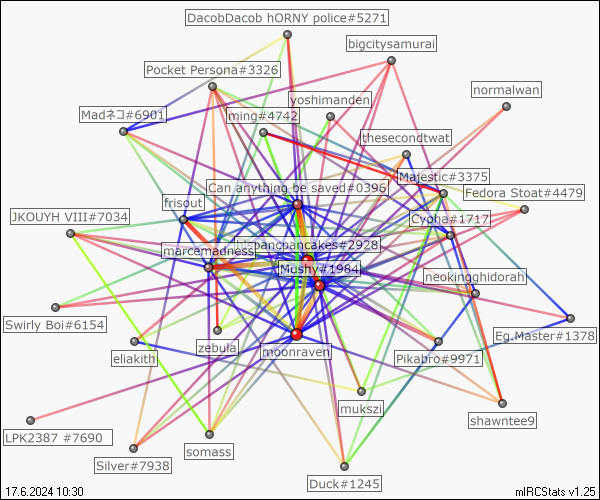 DacobDacob hORNY police#5271
bigcitysamurai
Pocket Persona#3326
normalwan
yoshimanden
Madネコ#6901
ming#4742
thesecondtwat
Majestic#3375
Can anything be saved#0396
Fedora Stoat#4479
frisout
JKOUYH VIII#7034
Cypha#1717
pancpancakes#2928
marcemadness
Mushy#1984
neokingghidorah
Swirly Boi#6154
Eg.Master#1378
zebula
moonraven
eliakith
Pikabro#9971
mukszi
shawntee9
LPK2387 #7690
somass
Silver#7938
Duck#1245
17.6.2024 10:30
mIRCStats v1.25